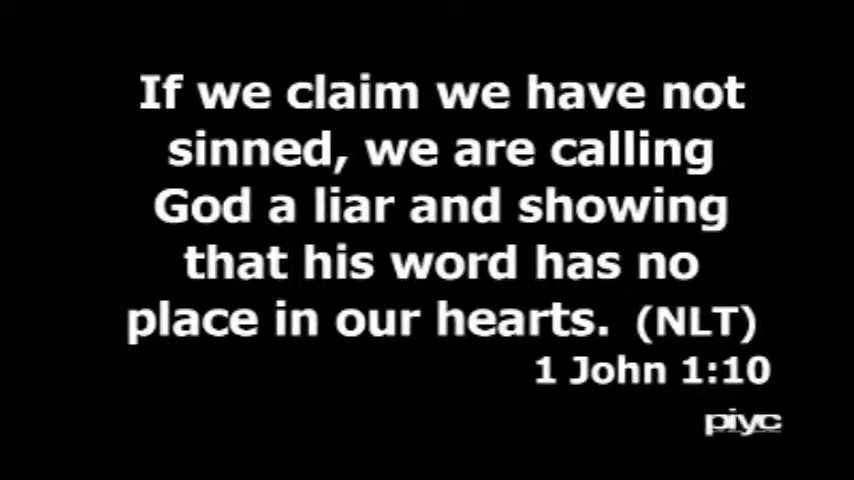 If we claim we have not
sinned, we are calling
God a liar and showing
that his word has no
place in our hearts. (NLT)
1 John 1:10
piyc